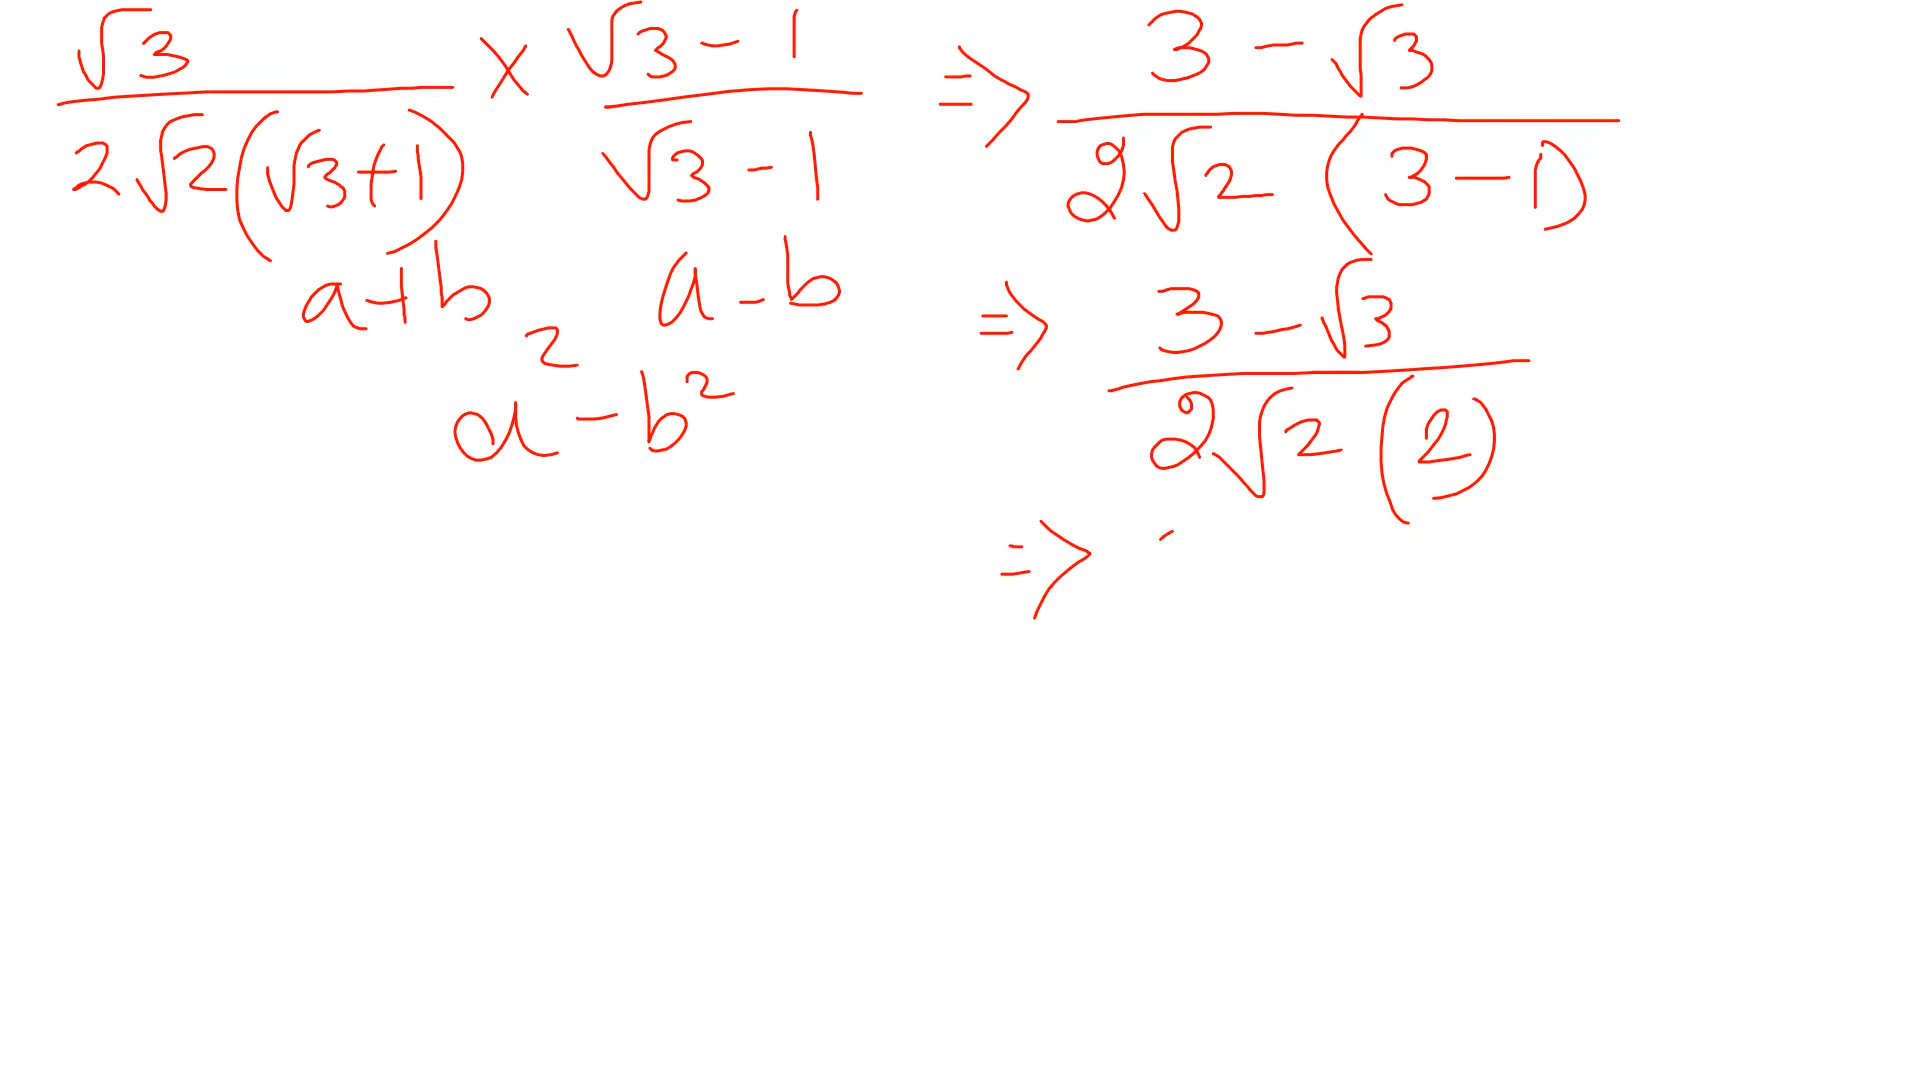 √3 / 2√2(√3+1) × √3 - 1 / √3 - 1 ⇒ 3 - √3 / 2√2 (3 - 1)
a+b a-b
a² - b²
⇒ 3 - √3 / 2√2 (2)
⇒